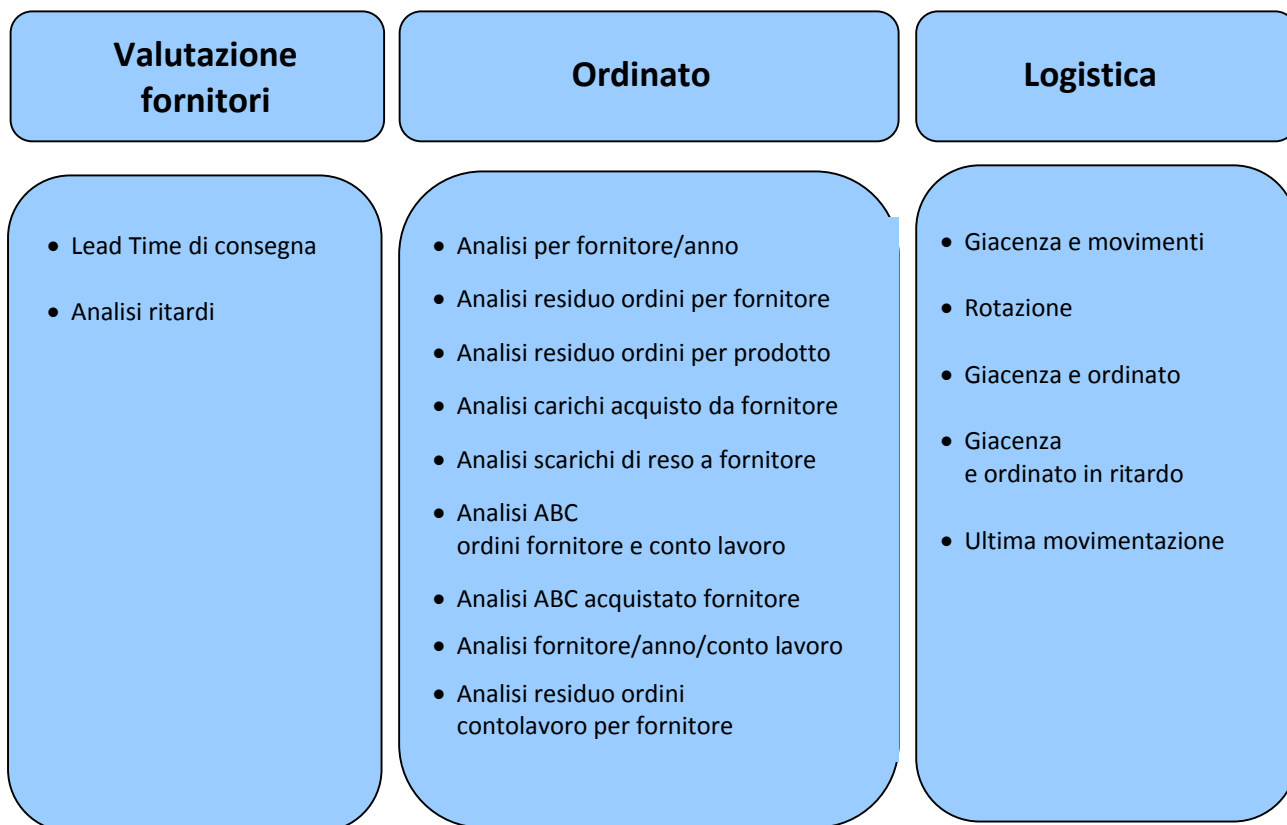 Valutazione
fornitori
Ordinato
Logistica
• Lead Time di consegna
• Analisi ritardi
• Analisi per fornitore/anno
• Analisi residuo ordini per fornitore
• Analisi residuo ordini per prodotto
• Analisi carichi acquisto da fornitore
• Analisi scarichi di reso a fornitore
• Analisi ABC
ordini fornitore e conto lavoro
• Analisi ABC acquistato fornitore
• Analisi fornitore/anno/conto lavoro
• Analisi residuo ordini
contolavoro per fornitore
• Giacenza e movimenti
• Rotazione
• Giacenza e ordinato
• Giacenza
e ordinato in ritardo
• Ultima movimentazione